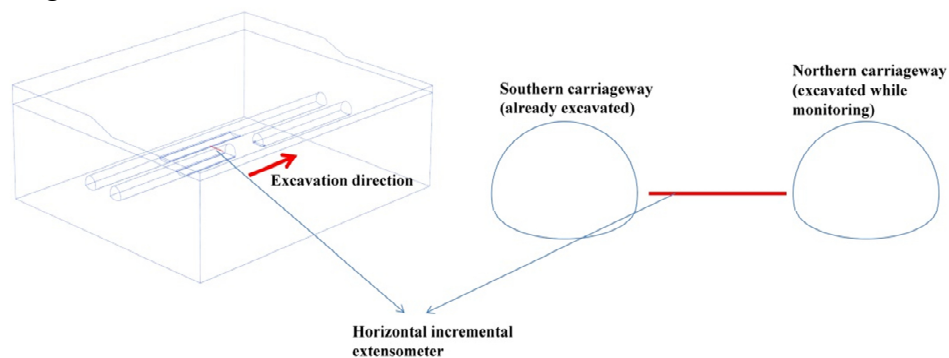 Northern carriageway
(excavated while
monitoring)
Southern carriageway
(already excavated)
Excavation direction
Horizontal incremental
extensometer